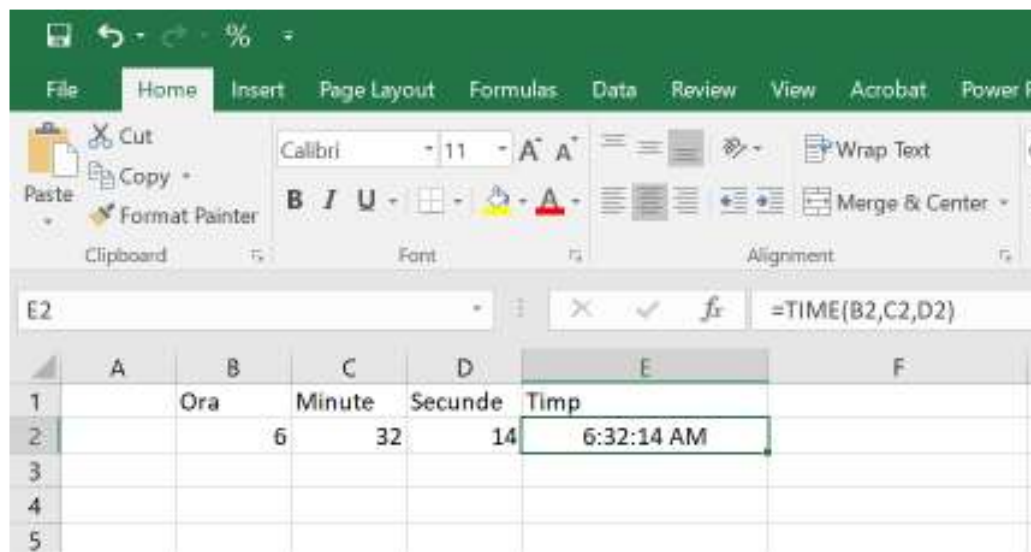 %
File Home Insert Page Layout Formulas Data Review View Acrobat Power
Cut
Calibri 11 A A Wrap Text
Copy
Paste B I U A Merge & Center
Format Painter
Clipboard Font Alignment
E2 fx =TIME(B2,C2,D2)
A B C D E F
1 Ora Minute Secunde Timp
2 6 32 14 6:32:14 AM
3
4
5